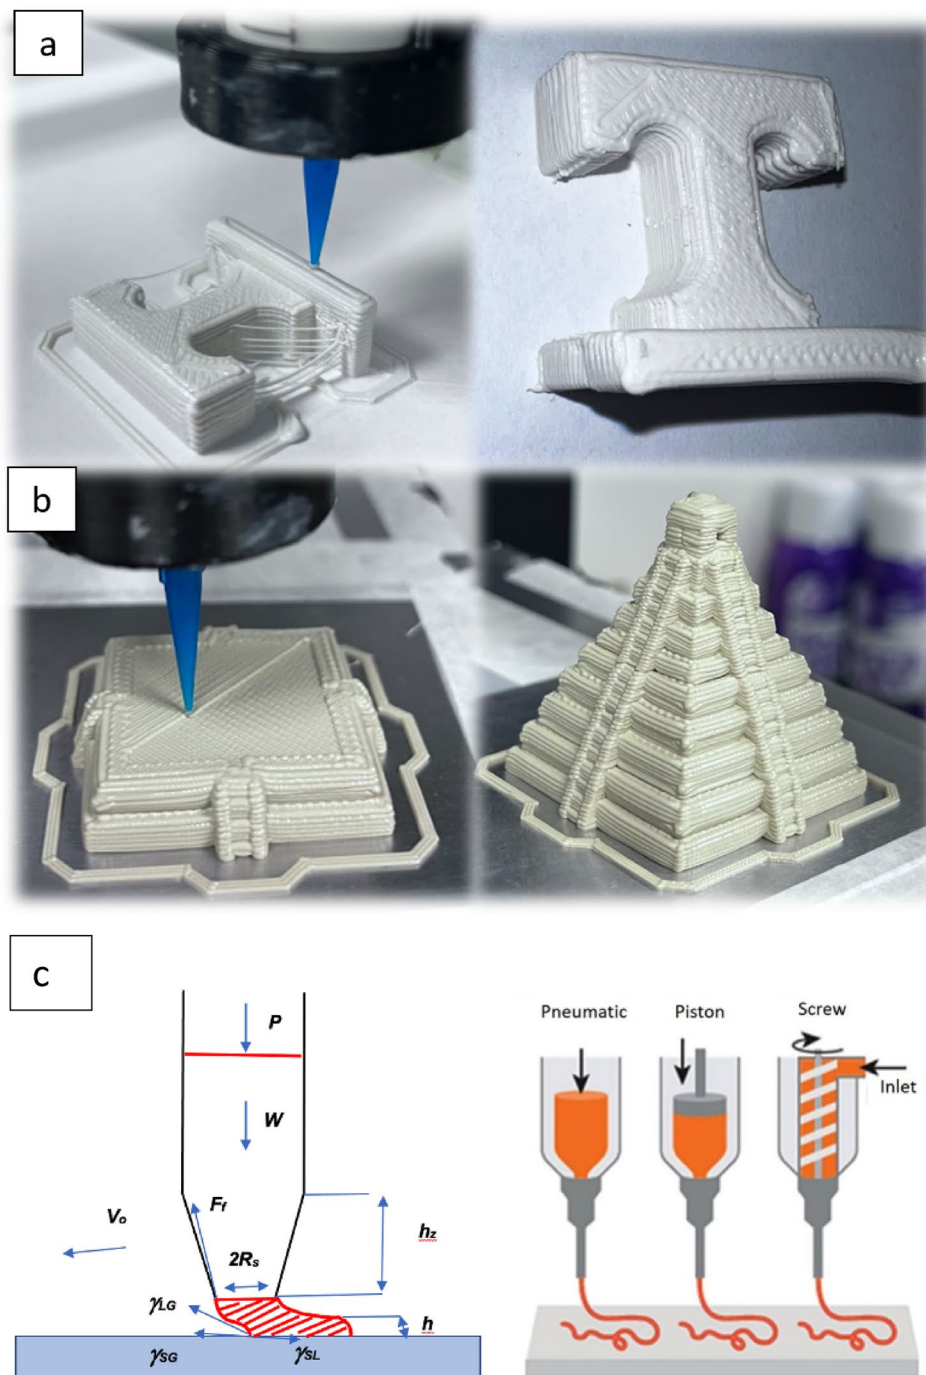 a
b
c
P
W
Ff
Vo
hz
2Rs
γLG
h
γSG
γSL
Pneumatic
Piston
Screw
Inlet